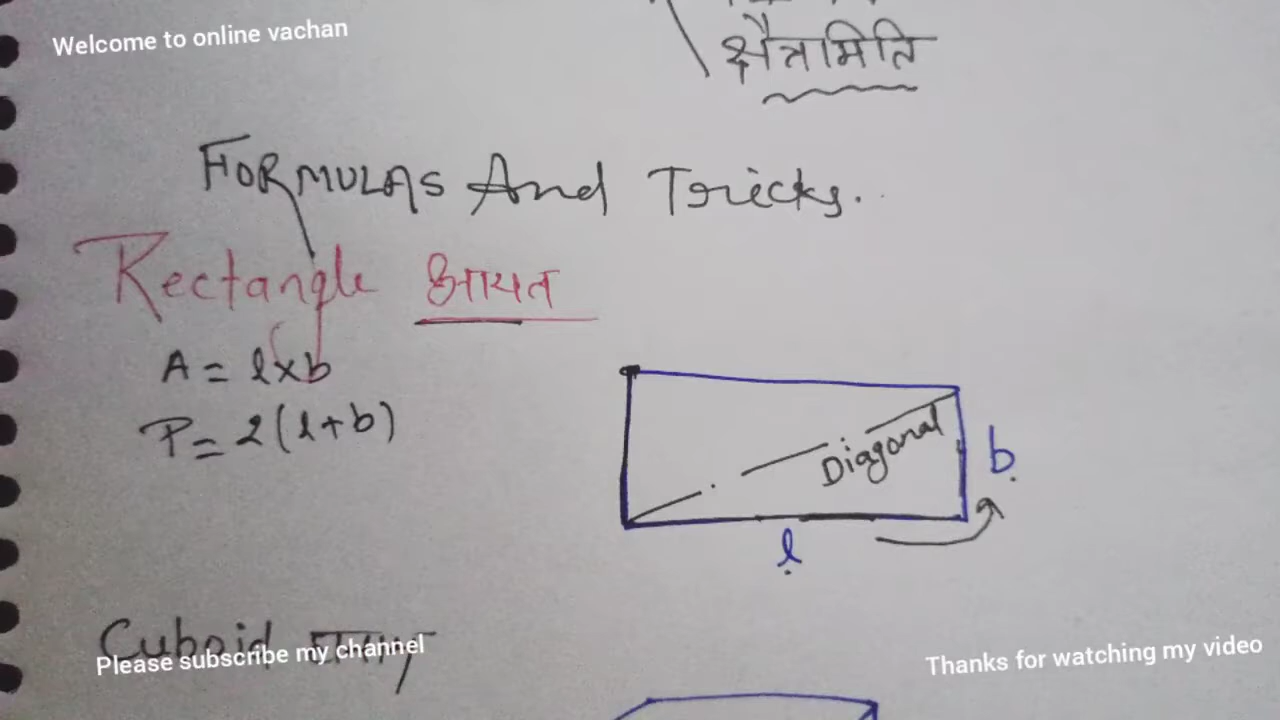 Welcome to online vachan
क्षैत्रमिति
FORMULAS And Tricks.
Rectangle आयत
A = l×b
P = 2(l+b)
Diagonal
b
l
Cuboid
Please subscribe my channel
Thanks for watching my video